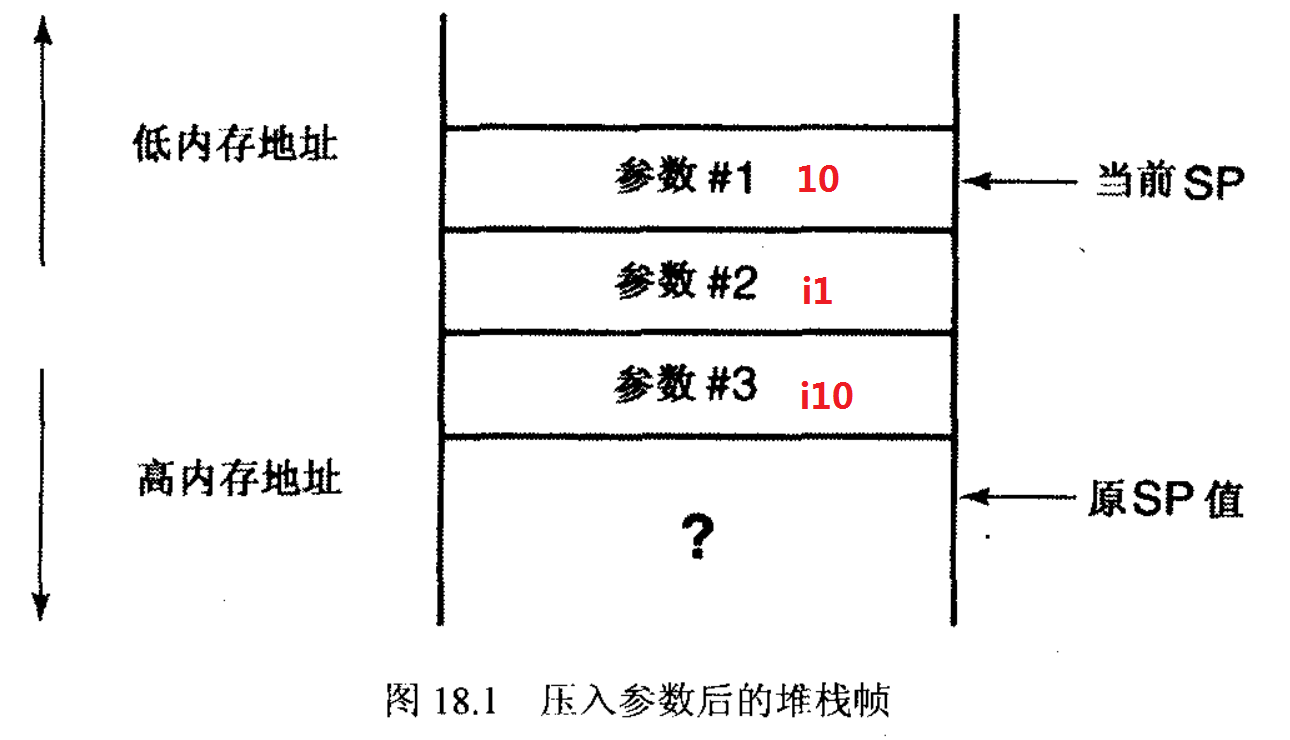 低内存地址
参数 #1 10
当前 SP
参数 #2 i1
参数 #3 i10
高内存地址
原 SP 值
?
图 18.1 压入参数后的堆栈帧